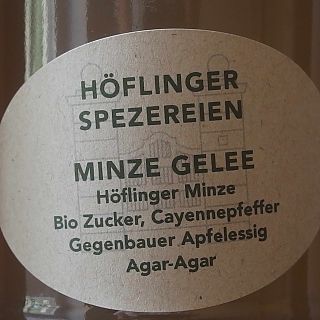 HÖFLINGER
SPEZEREIEN
MINZE GELEE
Höflinger Minze
Bio Zucker, Cayennepfeffer
Gegenbauer Apfelessig
Agar-Agar